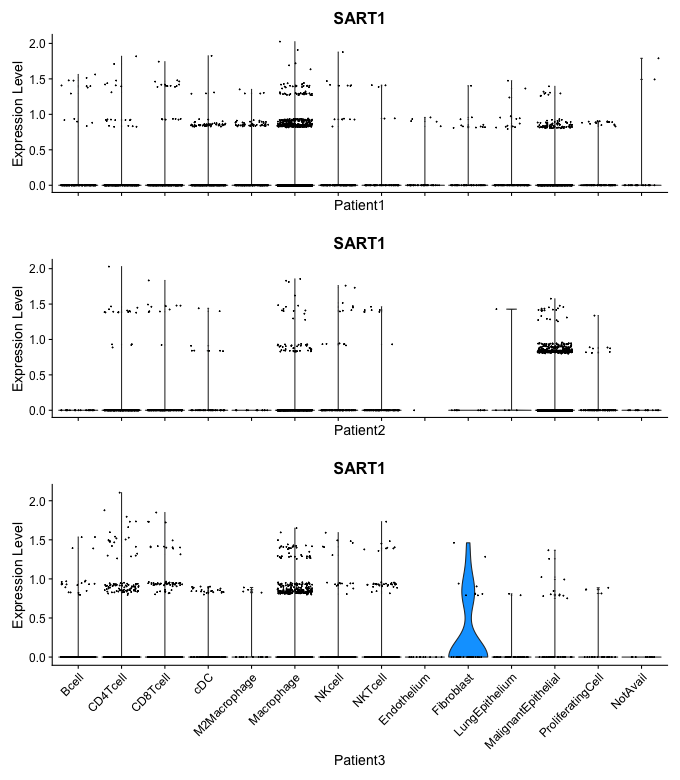 SART1
Expression Level
2.0
1.5
1.0
0.5
0.0
Patient1
SART1
Expression Level
2.0
1.5
1.0
0.5
0.0
Patient2
SART1
Expression Level
2.0
1.5
1.0
0.5
0.0
Bcell
CD4Tcell
CD8Tcell
cDC
M2Macrophage
Macrophage
NKcell
NKTcell
Endothelium
Fibroblast
LungEpithelium
MalignantEpithelial
ProliferatingCell
NotAvail
Patient3